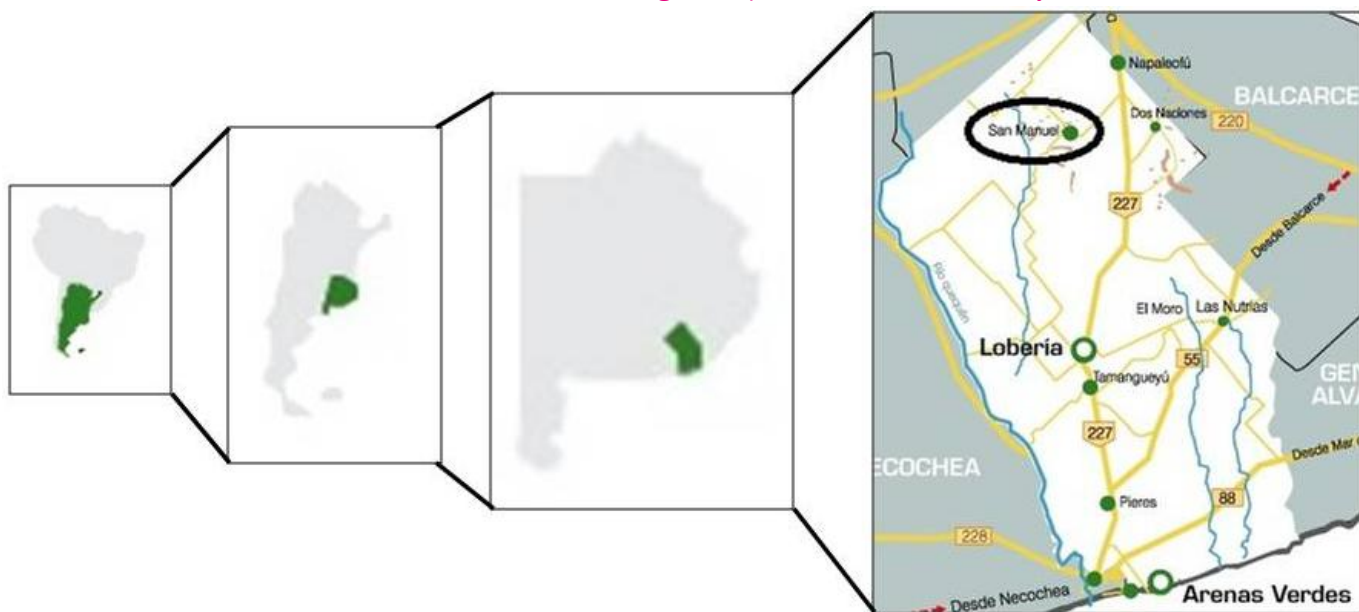 Napaleofú
BALCARCE
San Manuel
Dos Naciones
220
227
Desde Balcarce
Río quequén
El Moro
Las Nutrias
Lobería
55
Tamangueyú
GEN
ALVA
227
Desde Mar
ECOCHEA
88
Pieres
228
Desde Necochea
Arenas Verdes